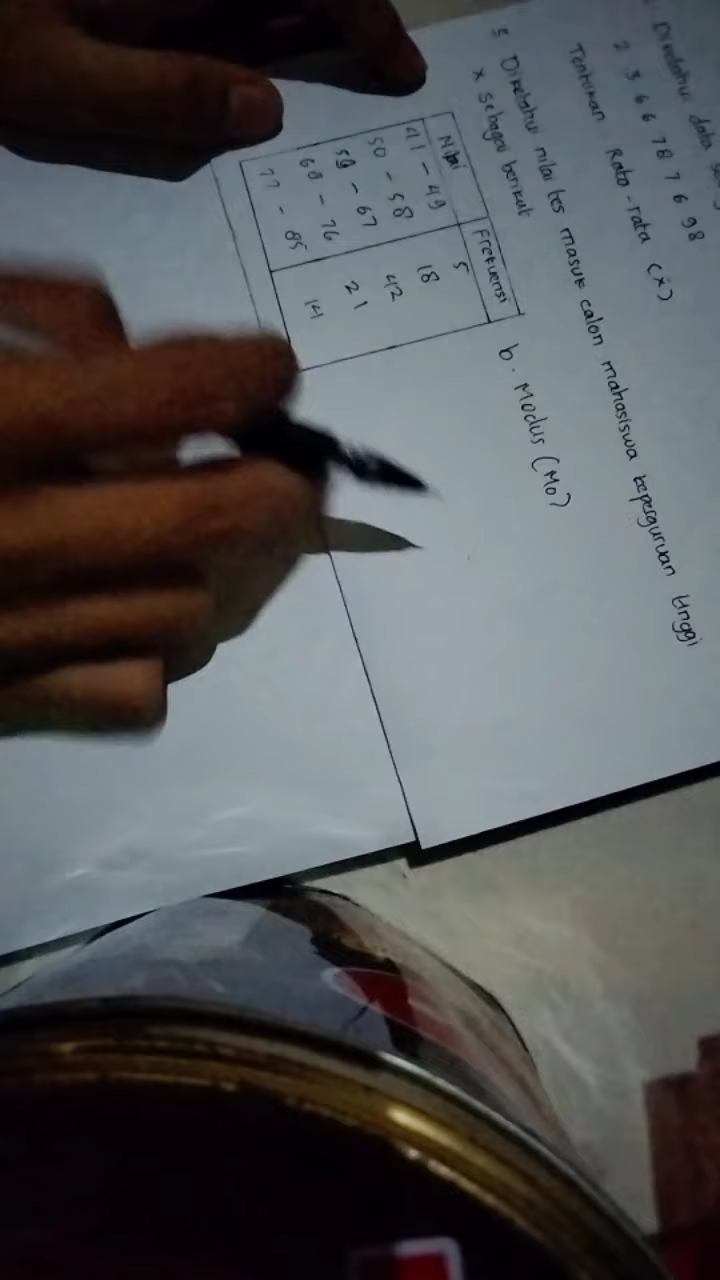 Diketahui data
2 3 6 6 7 8 7 6 9 8
Tentukan Rata-rata (x̄)
5 Diketahui nilai tes masuk calon mahasiswa keperguruan tinggi
x sebagai berikut
b. Modus (Mo)
Nilai Frekuensi
41 - 49 5
50 - 58 18
59 - 67 42
68 - 76 21
77 - 85 14